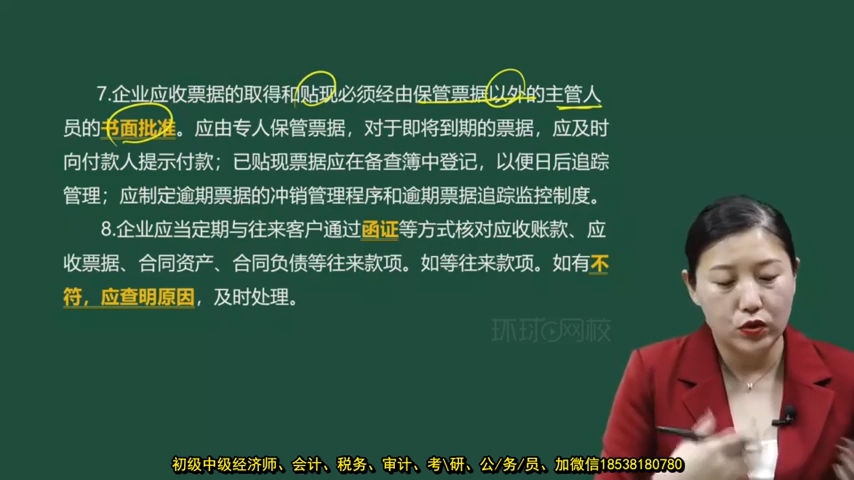 7.企业应收票据的取得和贴现必须经由保管票据以外的主管人
员的书面批准。应由专人保管票据，对于即将到期的票据，应及时
向付款人提示付款；已贴现票据应在备查簿中登记，以便日后追踪
管理；应制定逾期票据的冲销管理程序和逾期票据追踪监控制度。
8.企业应当定期与往来客户通过函证等方式核对应收账款、应
收票据、合同资产、合同负债等往来款项。如等往来款项。如有不
符，应查明原因，及时处理。
环球网校
初级中级经济师、会计、税务、审计、考\研、公/务/员、加微信18538180780